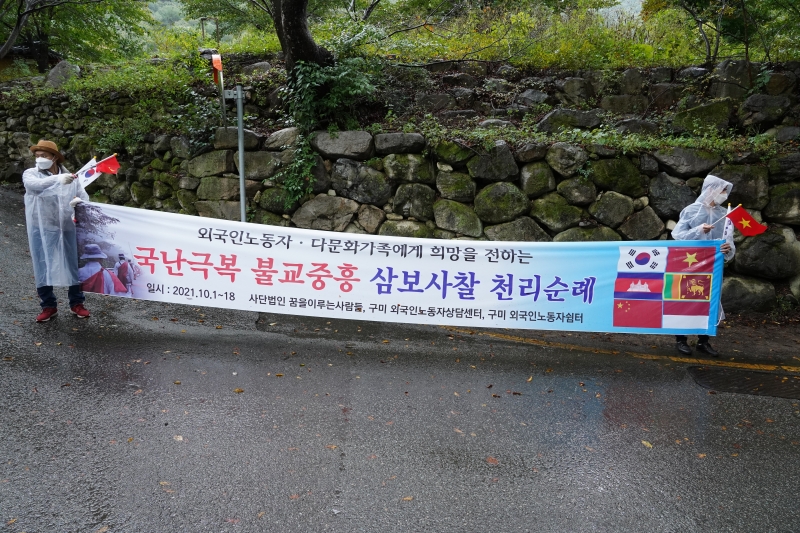 외국인노동자 · 다문화가족에게 희망을 전하는
국난극복 불교중흥 삼보사찰 천리순례
일시 : 2021.10.1~18 사단법인 꿈을이루는사람들, 구미 외국인노동자상담센터, 구미 외국인노동자쉼터